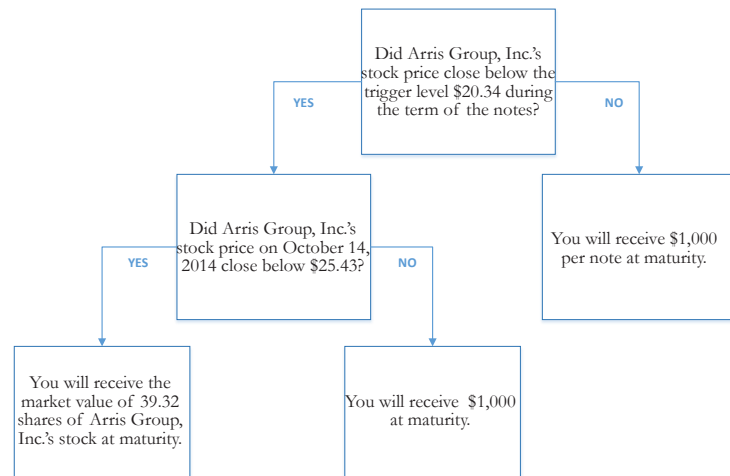 Did Arris Group, Inc.'s
stock price close below the
trigger level $20.34 during
the term of the notes?
YES
NO
Did Arris Group, Inc.'s
stock price on October 14,
2014 close below $25.43?
You will receive $1,000
per note at maturity.
YES
NO
You will receive the
market value of 39.32
shares of Arris Group,
Inc.'s stock at maturity.
You will receive $1,000
at maturity.